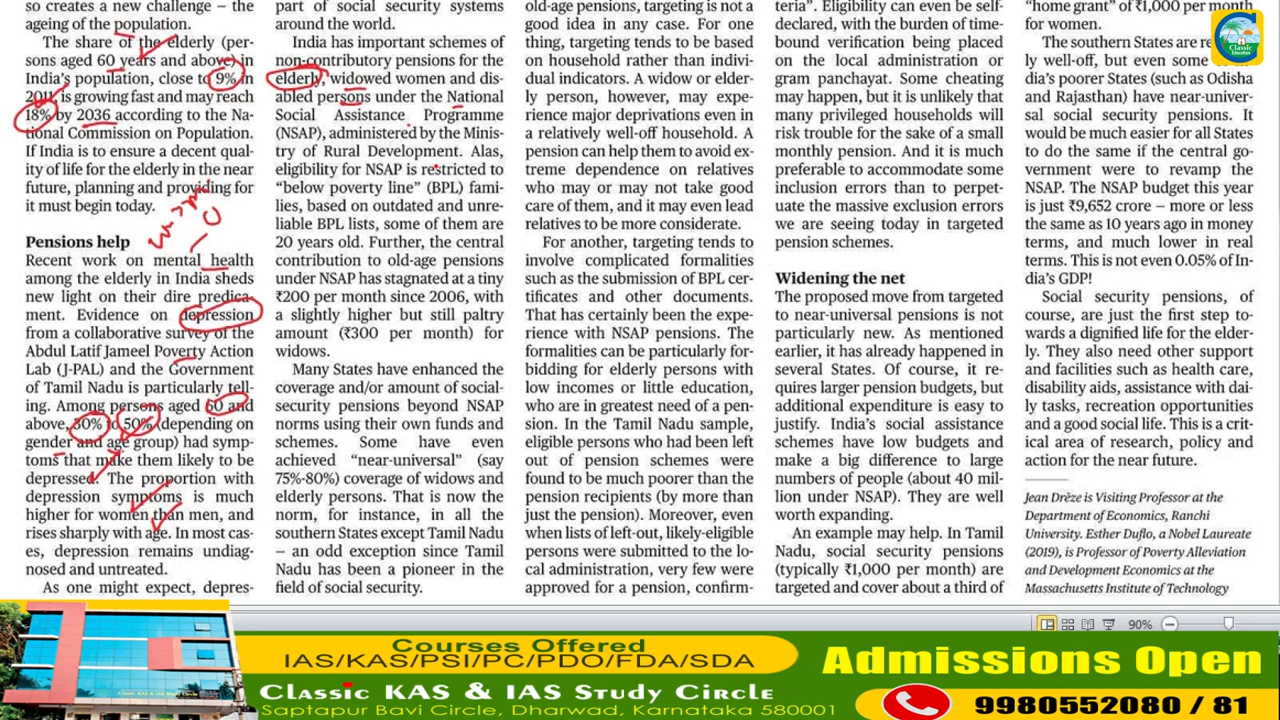 so creates a new challenge – the
ageing of the population.
The share of the elderly (per-
sons aged 60 years and above) in
India's population, close to 9% in
2011, is growing fast and may reach
18% by 2036 according to the Na-
tional Commission on Population.
If India is to ensure a decent qual-
ity of life for the elderly in the near
future, planning and providing for
it must begin today.
Pensions help
Recent work on mental health
among the elderly in India sheds
new light on their dire predica-
ment. Evidence on depression
from a collaborative survey of the
Abdul Latif Jameel Poverty Action
Lab (J-PAL) and the Government
of Tamil Nadu is particularly tell-
ing. Among persons aged 60 and
above, 30% to 50% (depending on
gender and age group) had symp-
toms that make them likely to be
depressed. The proportion with
depression symptoms is much
higher for women than men, and
rises sharply with age. In most cas-
es, depression remains undiag-
nosed and untreated.
As one might expect, depres-
part of social security systems
around the world.
India has important schemes of
non-contributory pensions for the
elderly, widowed women and dis-
abled persons under the National
Social Assistance Programme
(NSAP), administered by the Minis-
try of Rural Development. Alas,
eligibility for NSAP is restricted to
“below poverty line” (BPL) fami-
lies, based on outdated and unre-
liable BPL lists, some of them are
20 years old. Further, the central
contribution to old-age pensions
under NSAP has stagnated at a tiny
₹200 per month since 2006, with
a slightly higher but still paltry
amount (₹300 per month) for
widows.
Many States have enhanced the
coverage and/or amount of social-
security pensions beyond NSAP
norms using their own funds and
schemes. Some have even
achieved “near-universal” (say
75%-80%) coverage of widows and
elderly persons. That is now the
norm, for instance, in all the
southern States except Tamil Nadu
– an odd exception since Tamil
Nadu has been a pioneer in the
field of social security.
old-age pensions, targeting is not a
good idea in any case. For one
thing, targeting tends to be based
on household rather than indivi-
dual indicators. A widow or elder-
ly person, however, may expe-
rience major deprivations even in
a relatively well-off household. A
pension can help them to avoid ex-
treme dependence on relatives
who may or may not take good
care of them, and it may even lead
relatives to be more considerate.
For another, targeting tends to
involve complicated formalities
such as the submission of BPL cer-
tificates and other documents.
That has certainly been the expe-
rience with NSAP pensions. The
formalities can be particularly for-
bidding for elderly persons with
low incomes or little education,
who are in greatest need of a pen-
sion. In the Tamil Nadu sample,
eligible persons who had been left
out of pension schemes were
found to be much poorer than the
pension recipients (by more than
just the pension). Moreover, even
when lists of left-out, likely-eligible
persons were submitted to the lo-
cal administration, very few were
approved for a pension, confirm-
teria”. Eligibility can even be self-
declared, with the burden of time-
bound verification being placed
on the local administration or
gram panchayat. Some cheating
may happen, but it is unlikely that
many privileged households will
risk trouble for the sake of a small
monthly pension. And it is much
preferable to accommodate some
inclusion errors than to perpet-
uate the massive exclusion errors
we are seeing today in targeted
pension schemes.
Widening the net
The proposed move from targeted
to near-universal pensions is not
particularly new. As mentioned
earlier, it has already happened in
several States. Of course, it re-
quires larger pension budgets, but
additional expenditure is easy to
justify. India's social assistance
schemes have low budgets and
make a big difference to large
numbers of people (about 40 mil-
lion under NSAP). They are well
worth expanding.
An example may help. In Tamil
Nadu, social security pensions
(typically ₹1,000 per month) are
targeted and cover about a third of
“home grant” of ₹1,000 per month
for women.
The southern States are
ly well-off, but even some
dia's poorer States (such as Odisha
and Rajasthan) have near-univer-
sal social security pensions. It
would be much easier for all States
to do the same if the central go-
vernment were to revamp the
NSAP. The NSAP budget this year
is just ₹9,652 crore – more or less
the same as 10 years ago in money
terms, and much lower in real
terms. This is not even 0.05% of In-
dia's GDP!
Social security pensions, of
course, are just the first step to-
wards a dignified life for the elder-
ly. They also need other support
and facilities such as health care,
disability aids, assistance with dai-
ly tasks, recreation opportunities
and a good social life. This is a crit-
ical area of research, policy and
action for the near future.
Jean Drèze is Visiting Professor at the
Department of Economics, Ranchi
University. Esther Duflo, a Nobel Laureate
(2019), is Professor of Poverty Alleviation
and Development Economics at the
Massachusetts Institute of Technology
Classic
Education
90%
Courses Offered
IAS/KAS/PSI/PC/PDO/FDA/SDA
Classic KAS & IAS Study Circle
Saptapur Bavi Circle, Dharwad, Karnataka 580001
Admissions Open
9980552080 / 81